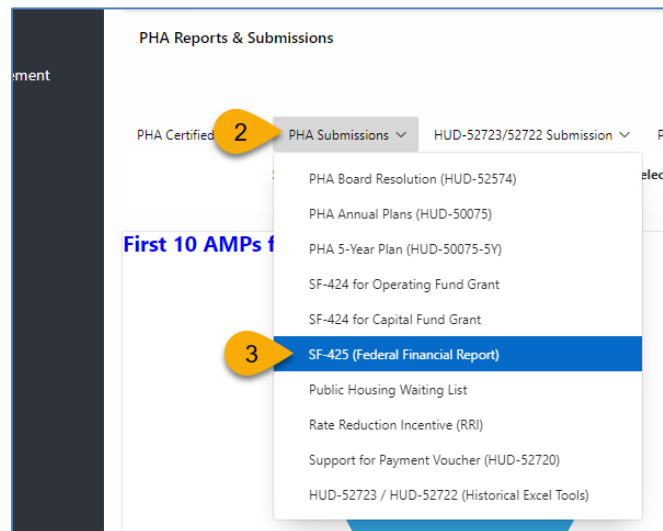 PHA Reports & Submissions
ement
PHA Certified 2 PHA Submissions HUD-52723/52722 Submission P
elec
PHA Board Resolution (HUD-52574)
PHA Annual Plans (HUD-50075)
First 10 AMPs f
PHA 5-Year Plan (HUD-50075-5Y)
SF-424 for Operating Fund Grant
SF-424 for Capital Fund Grant
3 SF-425 (Federal Financial Report)
Public Housing Waiting List
Rate Reduction Incentive (RRI)
Support for Payment Voucher (HUD-52720)
HUD-52723 / HUD-52722 (Historical Excel Tools)